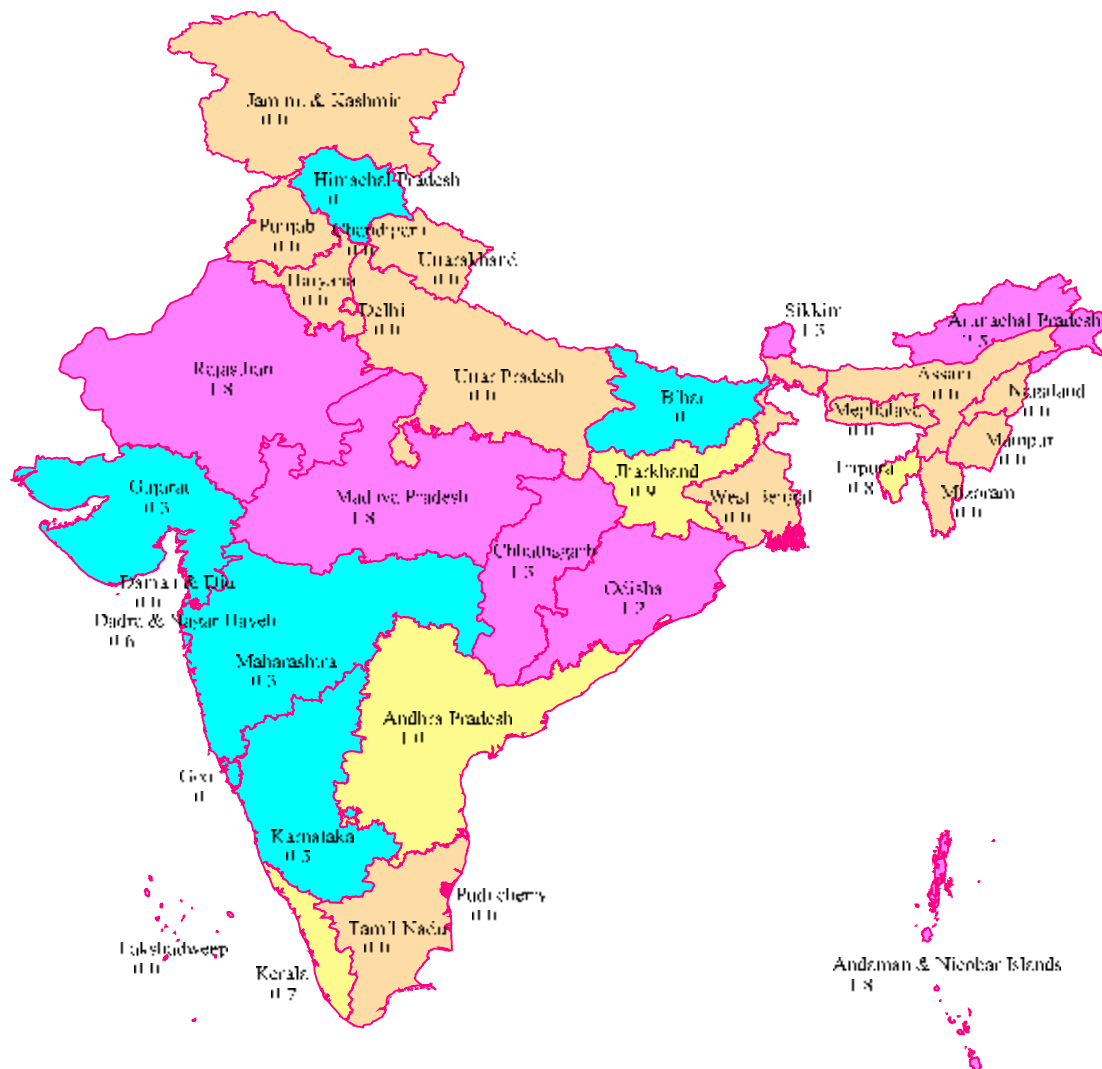 Jammu & Kashmir
0.0
Himachal Pradesh
Punjab
0.0
Chandigarh
0.0
Uttarakhand
0.0
Haryana
0.0
Delhi
0.0
Sikkim
1.3
Arunachal Pradesh
Rajasthan
1.8
Uttar Pradesh
0.0
Bihar
Assam
0.0
Nagaland
0.0
Meghalaya
0.0
Manipur
0.0
Jharkhand
0.9
Tripura
0.8
Gujarat
0.3
Madhya Pradesh
1.8
West Bengal
0.0
Mizoram
0.0
Chhattisgarh
1.3
Daman & Diu
0.0
Odisha
1.2
Dadra & Nagar Haveli
0.6
Maharashtra
0.3
Andhra Pradesh
1.0
Goa
Karnataka
0.5
Puducherry
0.0
Tamil Nadu
0.0
Lakshadweep
0.0
Kerala
0.7
Andaman & Nicobar Islands
1.8